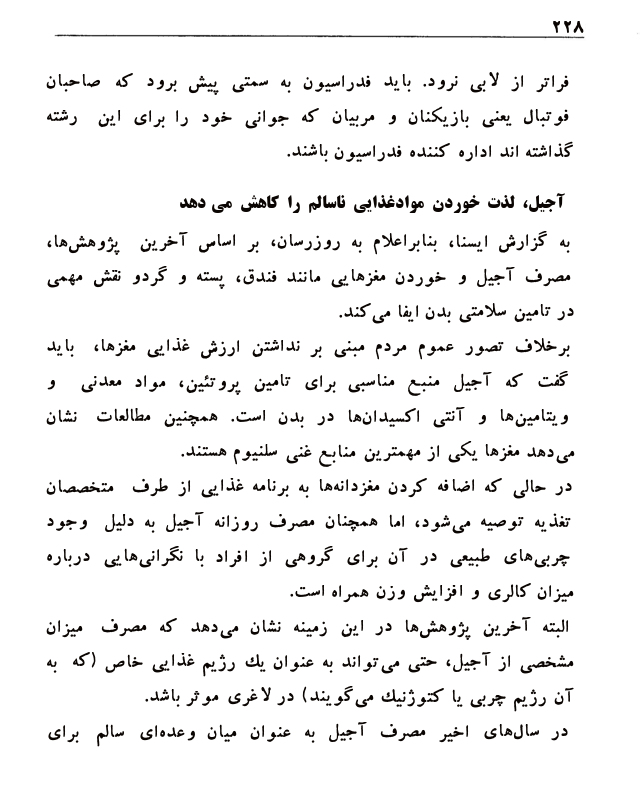 ۲۲۸
فراتر از لابی نرود. باید فدراسیون به سمتی پیش برود که صاحبان
فوتبال یعنی بازیکنان و مربیان که جوانی خود را برای این رشته
گذاشته اند اداره کننده فدراسیون باشند.
آجیل، لذت خوردن موادغذایی ناسالم را کاهش می دهد
به گزارش ایسنا، بنابراعلام به روزرسان، بر اساس آخرین پژوهش‌ها،
مصرف آجیل و خوردن مغزهایی مانند فندق، پسته و گردو نقش مهمی
در تامین سلامتی بدن ایفا می‌کند.
برخلاف تصور عموم مردم مبنی بر نداشتن ارزش غذایی مغزها، باید
گفت که آجیل منبع مناسبی برای تامین پروتئین، مواد معدنی و
ویتامین‌ها و آنتی اکسیدان‌ها در بدن است. همچنین مطالعات نشان
می‌دهد مغزها یکی از مهمترین منابع غنی سلنیوم هستند.
در حالی که اضافه کردن مغزدانه‌ها به برنامه غذایی از طرف متخصصان
تغذیه توصیه می‌شود، اما همچنان مصرف روزانه آجیل به دلیل وجود
چربی‌های طبیعی در آن برای گروهی از افراد با نگرانی‌هایی درباره
میزان کالری و افزایش وزن همراه است.
البته آخرین پژوهش‌ها در این زمینه نشان می‌دهد که مصرف میزان
مشخصی از آجیل، حتی می‌تواند به عنوان یك رژیم غذایی خاص (که به
آن رژیم چربی یا کتوژنیك می‌گویند) در لاغری موثر باشد.
در سال‌های اخیر مصرف آجیل به عنوان میان وعده‌ای سالم برای